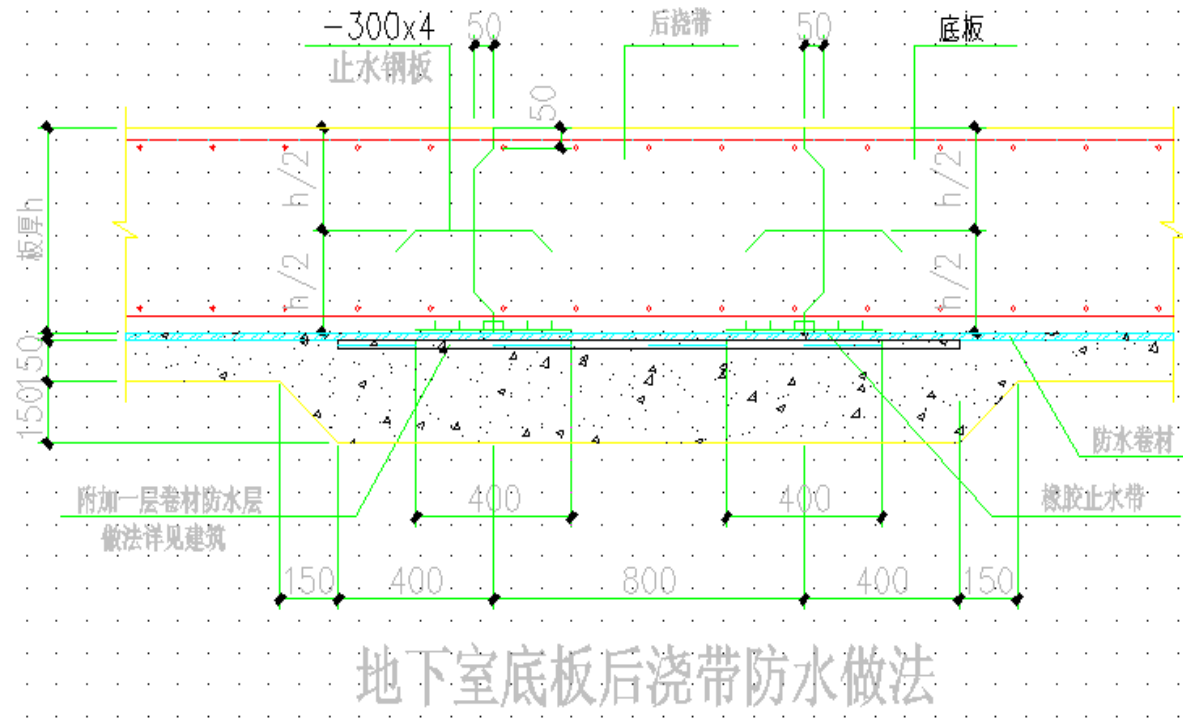 -300x4
50
后浇带
50
底板
止水钢板
50
h/2
h/2
板厚h
h/2
h/2
150
150
防水卷材
附加一层卷材防水层
做法详见建筑
400
400
橡胶止水带
150
400
800
400
150
地下室底板后浇带防水做法